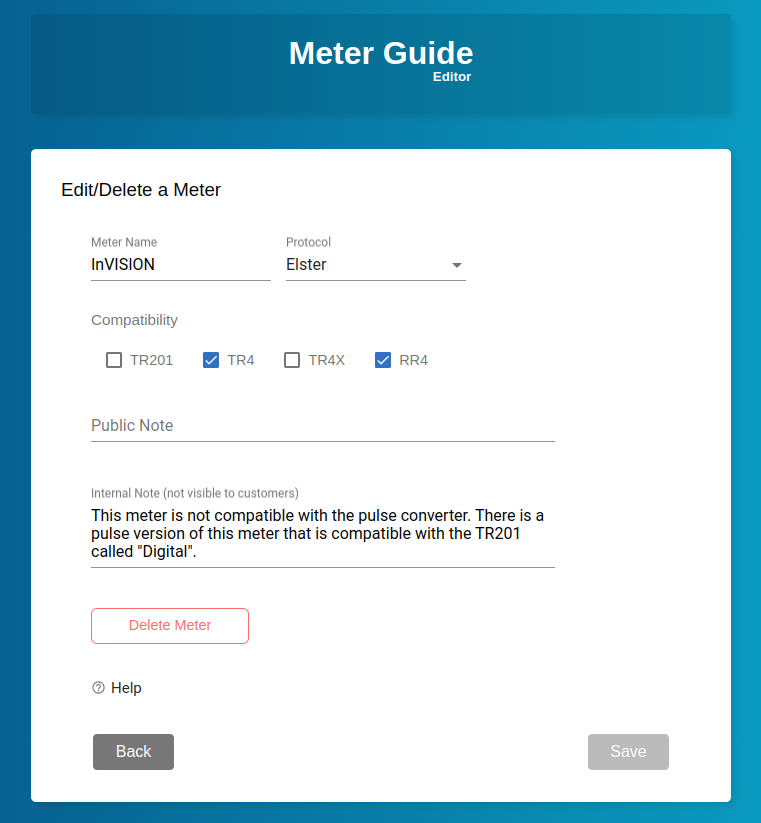 Meter Guide
Editor
Edit/Delete a Meter
Meter Name
Protocol
InVISION
Elster
Compatibility
TR201
TR4
TR4X
RR4
Public Note
Internal Note (not visible to customers)
This meter is not compatible with the pulse converter. There is a
pulse version of this meter that is compatible with the TR201
called "Digital".
Delete Meter
Help
Back
Save